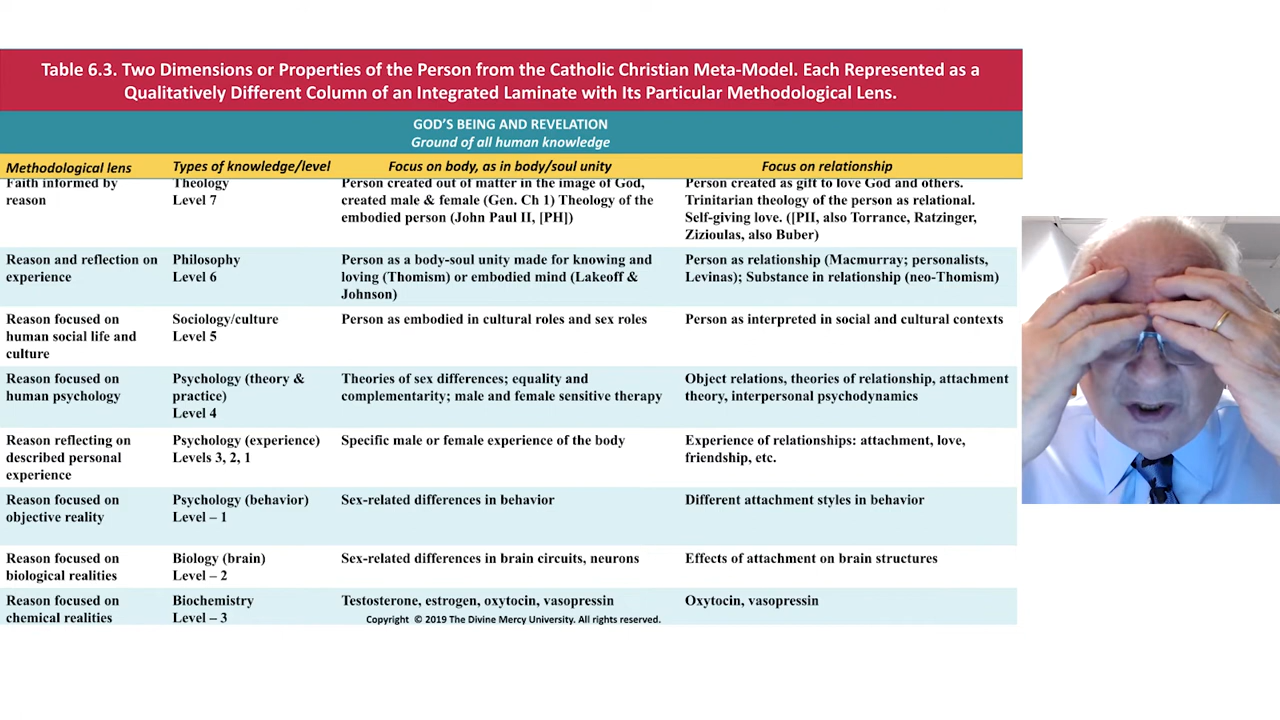 Table 6.3. Two Dimensions or Properties of the Person from the Catholic Christian Meta-Model. Each Represented as a
Qualitatively Different Column of an Integrated Laminate with Its Particular Methodological Lens.
GOD'S BEING AND REVELATION
Ground of all human knowledge
Methodological lens
Types of knowledge/level
Focus on body, as in body/soul unity
Focus on relationship
Faith informed by
reason
Theology
Level 7
Person created out of matter in the image of God,
created male & female (Gen. Ch 1) Theology of the
embodied person (John Paul II, [PH])
Person created as gift to love God and others.
Trinitarian theology of the person as relational.
Self-giving love. ([PII, also Torrance, Ratzinger,
Zizioulas, also Buber)
Reason and reflection on
experience
Philosophy
Level 6
Person as a body-soul unity made for knowing and
loving (Thomism) or embodied mind (Lakeoff &
Johnson)
Person as relationship (Macmurray; personalists,
Levinas); Substance in relationship (neo-Thomism)
Reason focused on
human social life and
culture
Sociology/culture
Level 5
Person as embodied in cultural roles and sex roles
Person as interpreted in social and cultural contexts
Reason focused on
human psychology
Psychology (theory &
practice)
Level 4
Theories of sex differences; equality and
complementarity; male and female sensitive therapy
Object relations, theories of relationship, attachment
theory, interpersonal psychodynamics
Reason reflecting on
described personal
experience
Psychology (experience)
Levels 3, 2, 1
Specific male or female experience of the body
Experience of relationships: attachment, love,
friendship, etc.
Reason focused on
objective reality
Psychology (behavior)
Level – 1
Sex-related differences in behavior
Different attachment styles in behavior
Reason focused on
biological realities
Biology (brain)
Level – 2
Sex-related differences in brain circuits, neurons
Effects of attachment on brain structures
Reason focused on
chemical realities
Biochemistry
Level – 3
Testosterone, estrogen, oxytocin, vasopressin
Oxytocin, vasopressin
Copyright © 2019 The Divine Mercy University. All rights reserved.